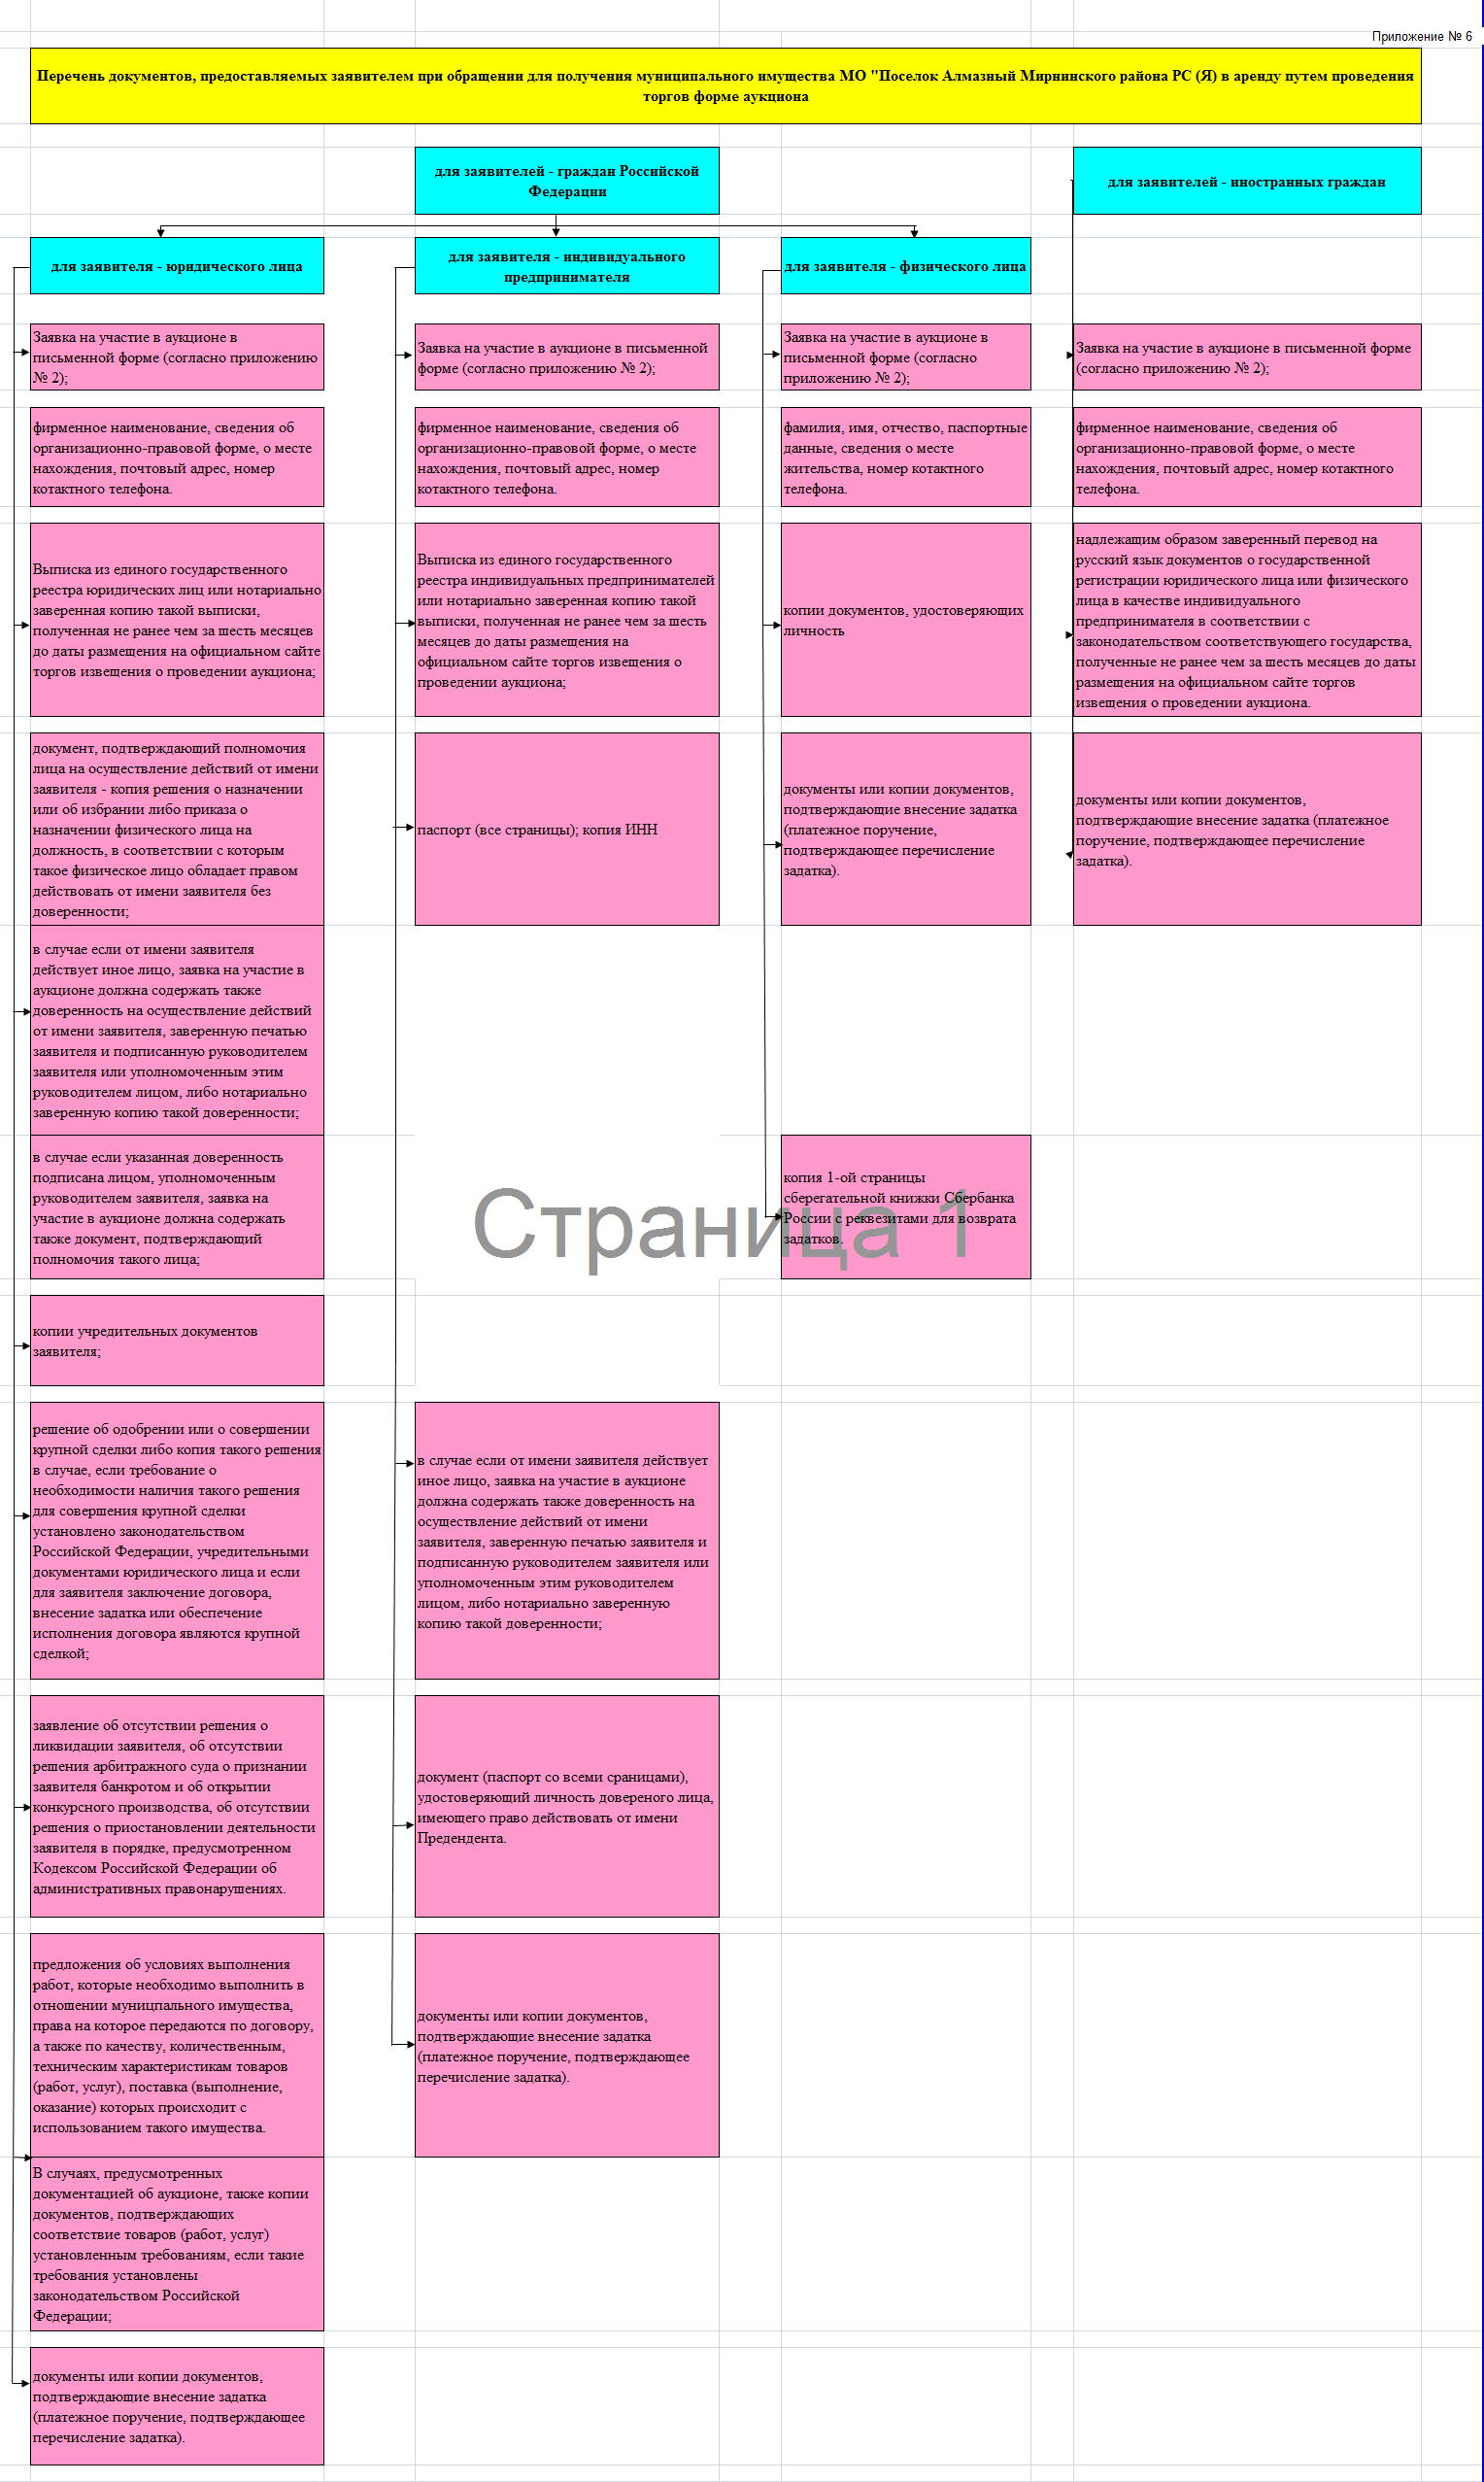 Приложение № 6
Перечень документов, предоставляемых заявителем при обращении для получения муниципального имущества МО "Поселок Алмазный Мирнинского района РС (Я) в аренду путем проведения
торгов форме аукциона
для заявителей - граждан Российской
Федерации
для заявителей - иностранных граждан
для заявителя - юридического лица
для заявителя - индивидуального
предпринимателя
для заявителя - физического лица
Заявка на участие в аукционе в
письменной форме (согласно приложению
№ 2);
Заявка на участие в аукционе в письменной
форме (согласно приложению № 2);
Заявка на участие в аукционе в
письменной форме (согласно
приложению № 2);
Заявка на участие в аукционе в письменной форме
(согласно приложению № 2);
фирменное наименование, сведения об
организационно-правовой форме, о месте
нахождения, почтовый адрес, номер
котактного телефона.
фирменное наименование, сведения об
организационно-правовой форме, о месте
нахождения, почтовый адрес, номер
котактного телефона.
фамилия, имя, отчество, паспортные
данные, сведения о месте
жительства, номер котактного
телефона.
фирменное наименование, сведения об
организационно-правовой форме, о месте
нахождения, почтовый адрес, номер котактного
телефона.
Выписка из единого государственного
реестра юридических лиц или нотариально
заверенная копию такой выписки,
полученная не ранее чем за шесть месяцев
до даты размещения на официальном сайте
торгов извещения о проведении аукциона;
Выписка из единого государственного
реестра индивидуальных предпринимателей
или нотариально заверенная копию такой
выписки, полученная не ранее чем за шесть
месяцев до даты размещения на
официальном сайте торгов извещения о
проведении аукциона;
копии документов, удостоверяющих
личность
надлежащим образом заверенный перевод на
русский язык документов о государственной
регистрации юридического лица или физического
лица в качестве индивидуального
предпринимателя в соответствии с
законодательством соответствующего государства,
полученные не ранее чем за шесть месяцев до даты
размещения на официальном сайте торгов
извещения о проведении аукциона.
документ, подтверждающий полномочия
лица на осуществление действий от имени
заявителя - копия решения о назначении
или об избрании либо приказа о
назначении физического лица на
должность, в соответствии с которым
такое физическое лицо обладает правом
действовать от имени заявителя без
доверенности;
паспорт (все страницы); копия ИНН
документы или копии документов,
подтверждающие внесение задатка
(платежное поручение,
подтверждающее перечисление
задатка).
документы или копии документов,
подтверждающие внесение задатка (платежное
поручение, подтверждающее перечисление
задатка).
в случае если от имени заявителя
действует иное лицо, заявка на участие в
аукционе должна содержать также
доверенность на осуществление действий
от имени заявителя, заверенную печатью
заявителя и подписанную руководителем
заявителя или уполномоченным этим
руководителем лицом, либо нотариально
заверенную копию такой доверенности;
в случае если указанная доверенность
подписана лицом, уполномоченным
руководителем заявителя, заявка на
участие в аукционе должна содержать
также документ, подтверждающий
полномочия такого лица;
Страница 1
копия 1-ой страницы
сберегательной книжки Сбербанка
России с реквезитами для возврата
задатков.
копии учредительных документов
заявителя;
решение об одобрении или о совершении
крупной сделки либо копия такого решения
в случае, если требование о
необходимости наличия такого решения
для совершения крупной сделки
установлено законодательством
Российской Федерации, учредительными
документами юридического лица и если
для заявителя заключение договора,
внесение задатка или обеспечение
исполнения договора являются крупной
сделкой;
в случае если от имени заявителя действует
иное лицо, заявка на участие в аукционе
должна содержать также доверенность на
осуществление действий от имени
заявителя, заверенную печатью заявителя и
подписанную руководителем заявителя или
уполномоченным этим руководителем
лицом, либо нотариально заверенную
копию такой доверенности;
заявление об отсутствии решения о
ликвидации заявителя, об отсутствии
решения арбитражного суда о признании
заявителя банкротом и об открытии
конкурсного производства, об отсутствии
решения о приостановлении деятельности
заявителя в порядке, предусмотренном
Кодексом Российской Федерации об
административных правонарушениях.
документ (паспорт со всеми сраницами),
удостоверяющий личность довереного лица,
имеющего право действовать от имени
Предендента.
предложения об условиях выполнения
работ, которые необходимо выполнить в
отношении муницпального имущества,
права на которое передаются по договору,
а также по качеству, количественным,
техническим характеристикам товаров
(работ, услуг), поставка (выполнение,
оказание) которых происходит с
использованием такого имущества.
документы или копии документов,
подтверждающие внесение задатка
(платежное поручение, подтверждающее
перечисление задатка).
В случаях, предусмотренных
документацией об аукционе, также копии
документов, подтверждающих
соответствие товаров (работ, услуг)
установленным требованиям, если такие
требования установлены
законодательством Российской
Федерации;
документы или копии документов,
подтверждающие внесение задатка
(платежное поручение, подтверждающее
перечисление задатка).